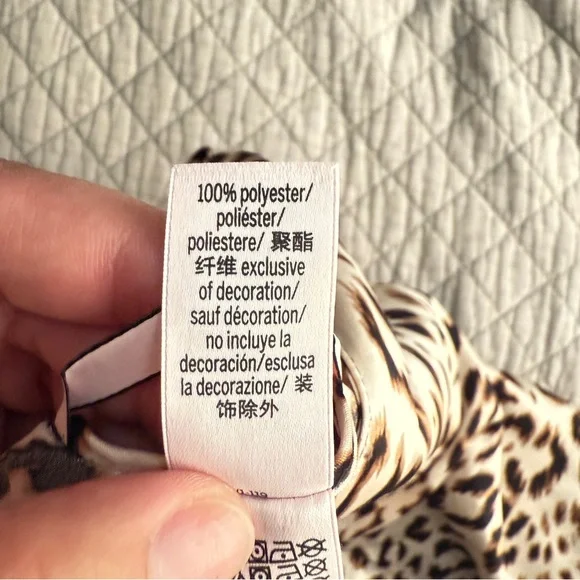 100% polyester/
poliéster/
poliestere/ 聚酯
纤维 exclusive
of decoration/
sauf décoration/
no incluye la
decoración/esclusa
la decorazione/ 装
饰除外